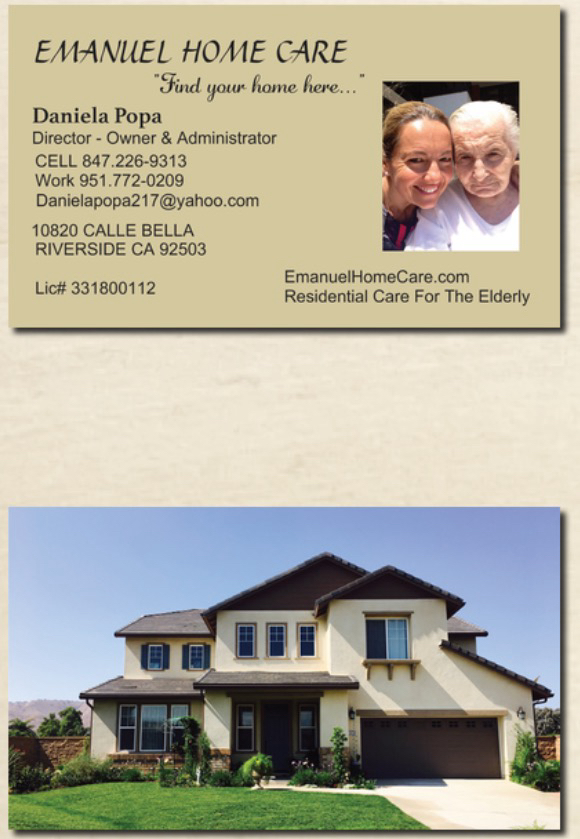 EMANUEL HOME CARE
"Find your home here..."
Daniela Popa
Director - Owner & Administrator
CELL 847.226-9313
Work 951.772-0209
Danielapopa217@yahoo.com
10820 CALLE BELLA
RIVERSIDE CA 92503
Lic# 331800112
EmanuelHomeCare.com
Residential Care For The Elderly